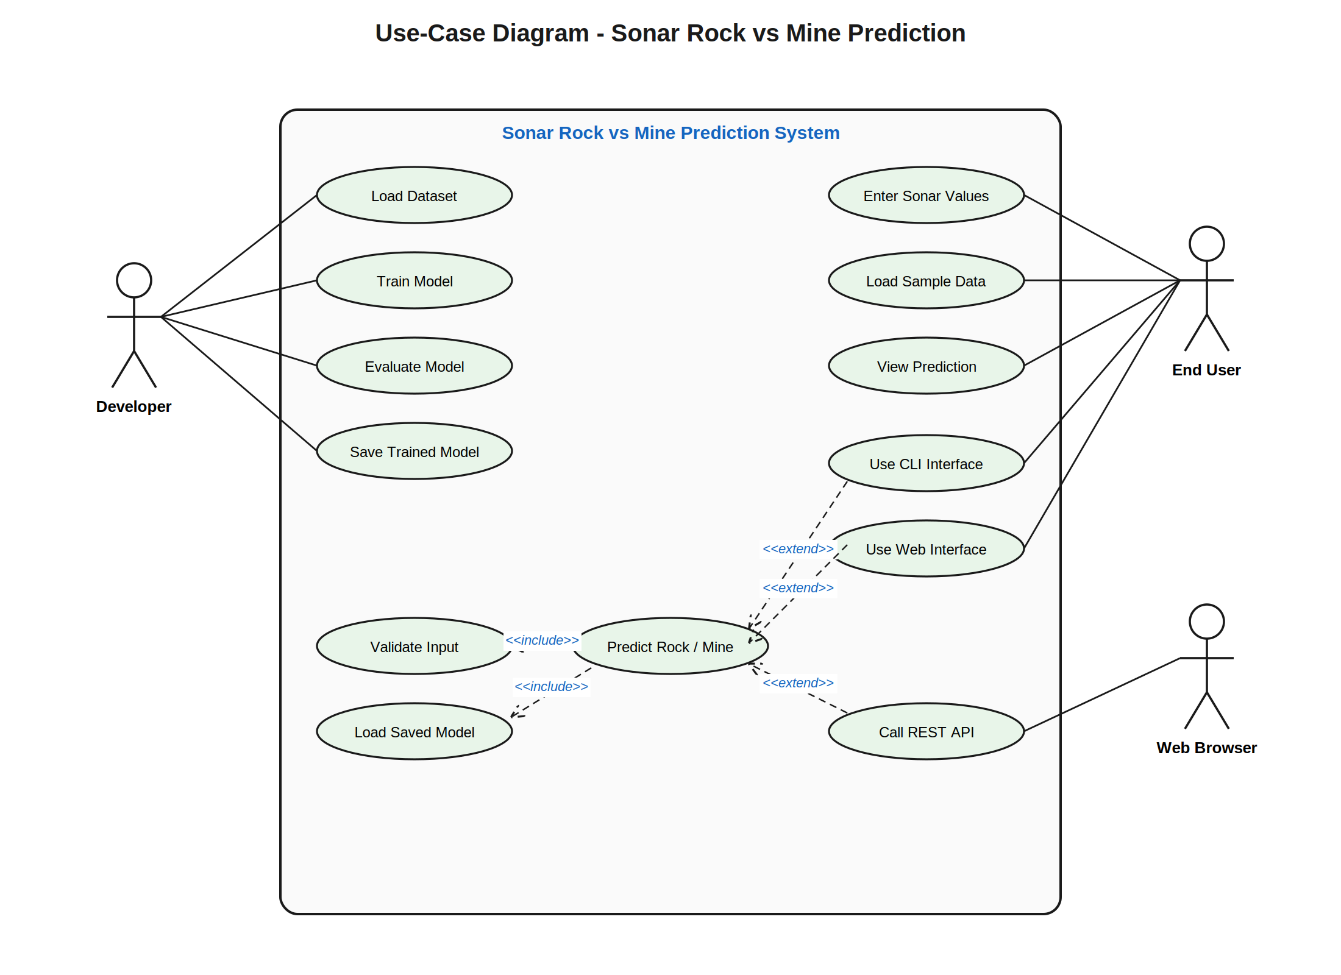 Use-Case Diagram - Sonar Rock vs Mine Prediction
Sonar Rock vs Mine Prediction System
Load Dataset
Enter Sonar Values
Train Model
Load Sample Data
Evaluate Model
View Prediction
End User
Developer
Save Trained Model
Use CLI Interface
<<extend>>
Use Web Interface
<<extend>>
Validate Input
<<include>>
Predict Rock / Mine
<<include>>
<<extend>>
Load Saved Model
Call REST API
Web Browser